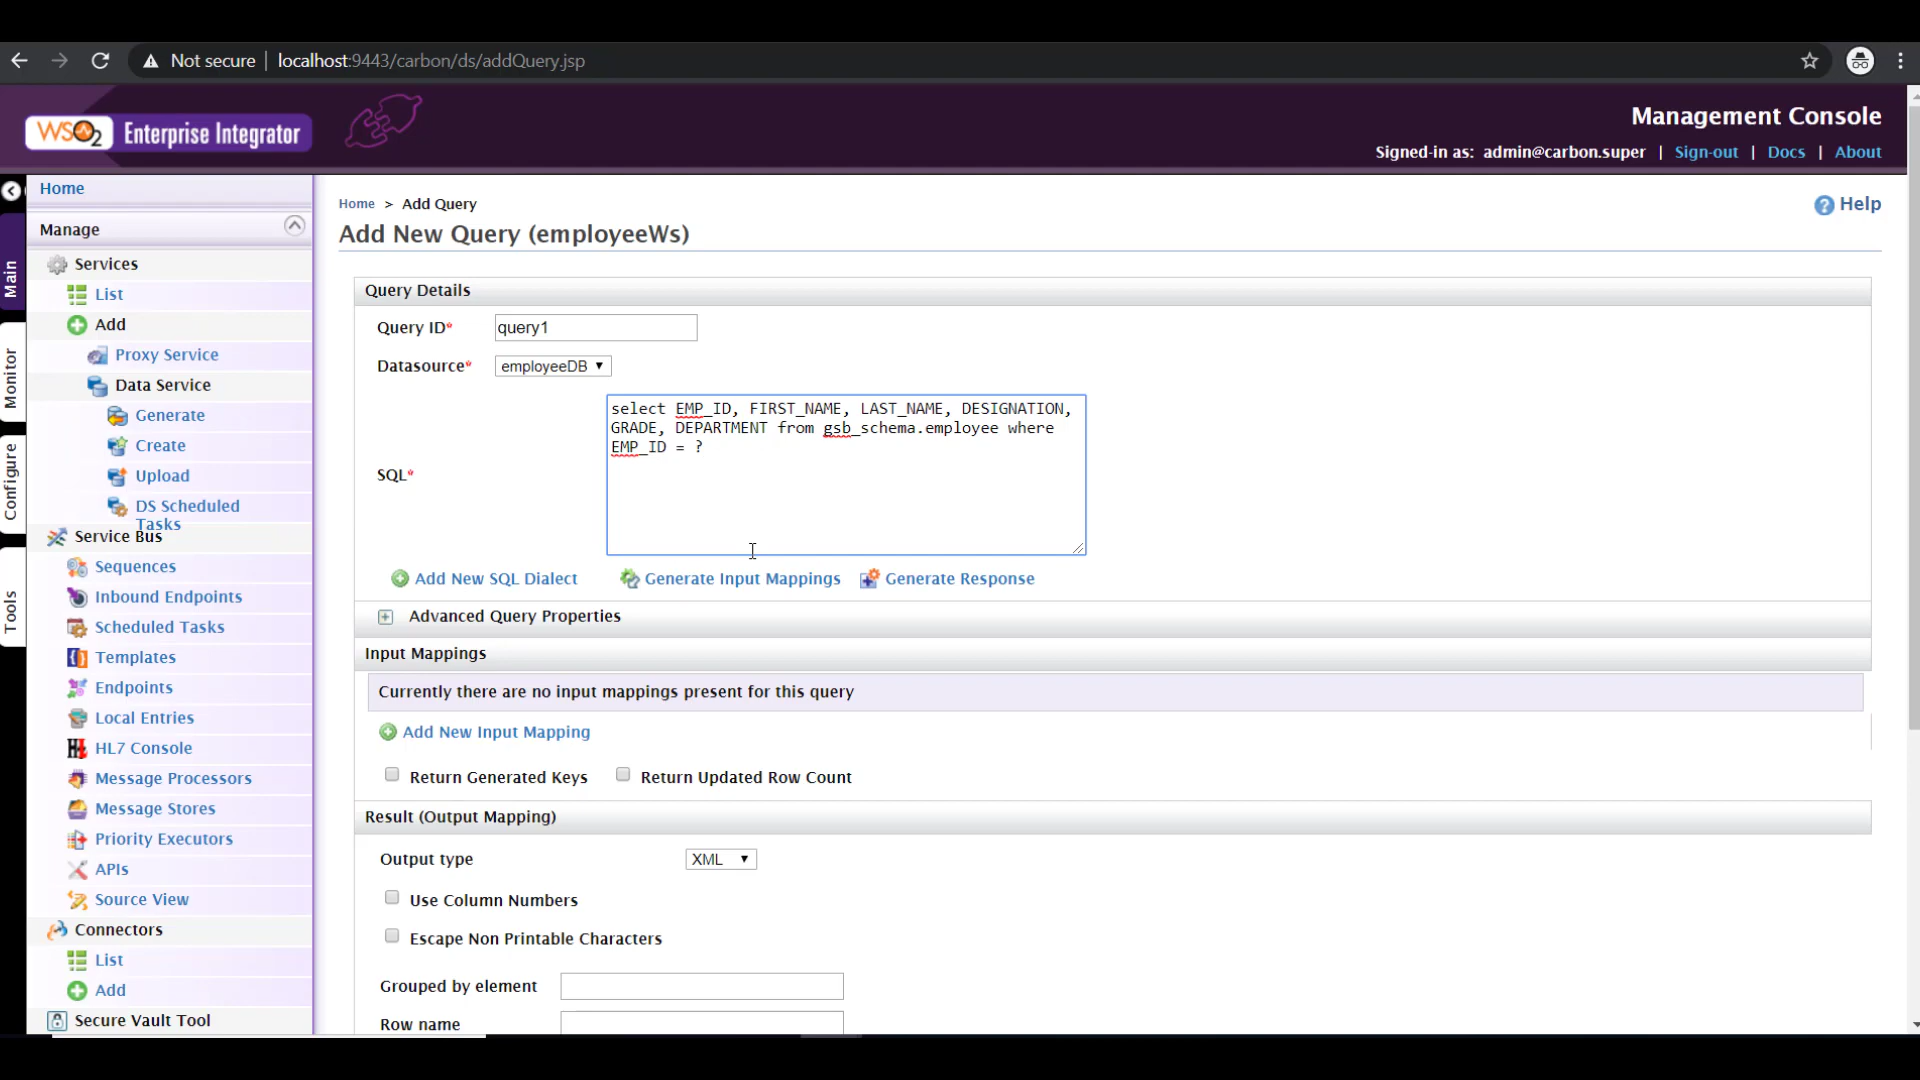 Not secure | localhost:9443/carbon/ds/addQuery.jsp
WSO2 Enterprise Integrator
Management Console
Signed-in as: admin@carbon.super | Sign-out | Docs | About
Main
Monitor
Configure
Tools
Home
Manage
Services
List
Add
Proxy Service
Data Service
Generate
Create
Upload
DS Scheduled
Tasks
Service Bus
Sequences
Inbound Endpoints
Scheduled Tasks
Templates
Endpoints
Local Entries
HL7 Console
Message Processors
Message Stores
Priority Executors
APIs
Source View
Connectors
List
Add
Secure Vault Tool
Home > Add Query
Help
Add New Query (employeeWs)
Query Details
Query ID* query1
Datasource* employeeDB
SQL*
select EMP_ID, FIRST_NAME, LAST_NAME, DESIGNATION,
GRADE, DEPARTMENT from gsb_schema.employee where
EMP_ID = ?
Add New SQL Dialect Generate Input Mappings Generate Response
Advanced Query Properties
Input Mappings
Currently there are no input mappings present for this query
Add New Input Mapping
Return Generated Keys Return Updated Row Count
Result (Output Mapping)
Output type XML
Use Column Numbers
Escape Non Printable Characters
Grouped by element
Row name